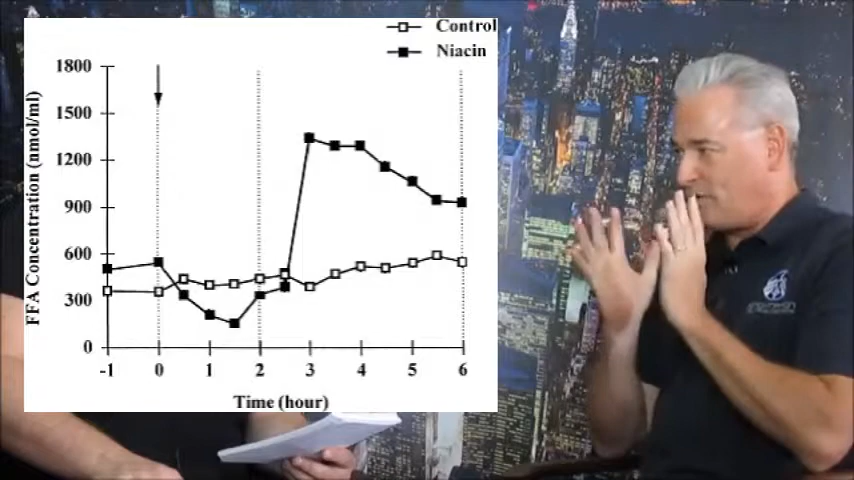 Control
Niacin
1800
1500
1200
900
600
300
0
FFA Concentration (nmol/ml)
-1 0 1 2 3 4 5 6
Time (hour)